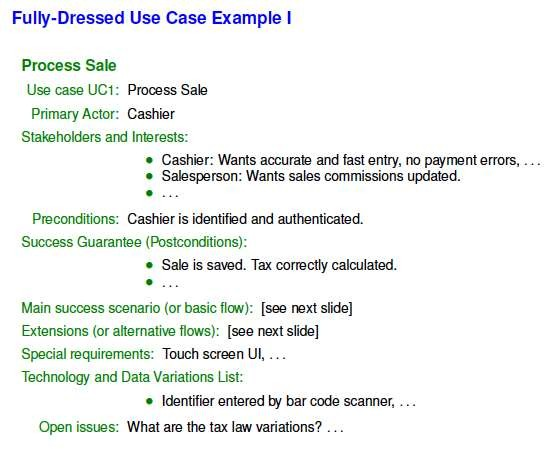 Fully-Dressed Use Case Example I
Process Sale
Use case UC1: Process Sale
Primary Actor: Cashier
Stakeholders and Interests:
● Cashier: Wants accurate and fast entry, no payment errors, ...
● Salesperson: Wants sales commissions updated.
● ...
Preconditions: Cashier is identified and authenticated.
Success Guarantee (Postconditions):
● Sale is saved. Tax correctly calculated.
● ...
Main success scenario (or basic flow): [see next slide]
Extensions (or alternative flows): [see next slide]
Special requirements: Touch screen UI, ...
Technology and Data Variations List:
● Identifier entered by bar code scanner, ...
Open issues: What are the tax law variations? ...